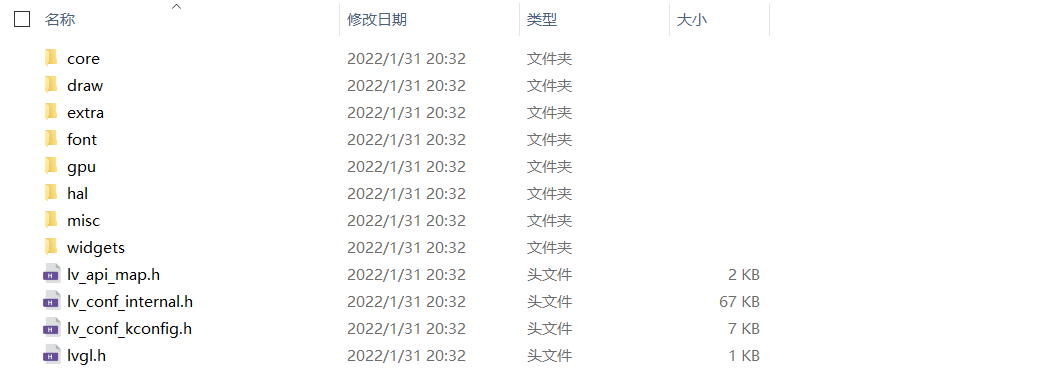 名称 修改日期 类型 大小
core 2022/1/31 20:32 文件夹
draw 2022/1/31 20:32 文件夹
extra 2022/1/31 20:32 文件夹
font 2022/1/31 20:32 文件夹
gpu 2022/1/31 20:32 文件夹
hal 2022/1/31 20:32 文件夹
misc 2022/1/31 20:32 文件夹
widgets 2022/1/31 20:32 文件夹
H lv_api_map.h 2022/1/31 20:32 头文件 2 KB
H lv_conf_internal.h 2022/1/31 20:32 头文件 67 KB
H lv_conf_kconfig.h 2022/1/31 20:32 头文件 7 KB
H lvgl.h 2022/1/31 20:32 头文件 1 KB